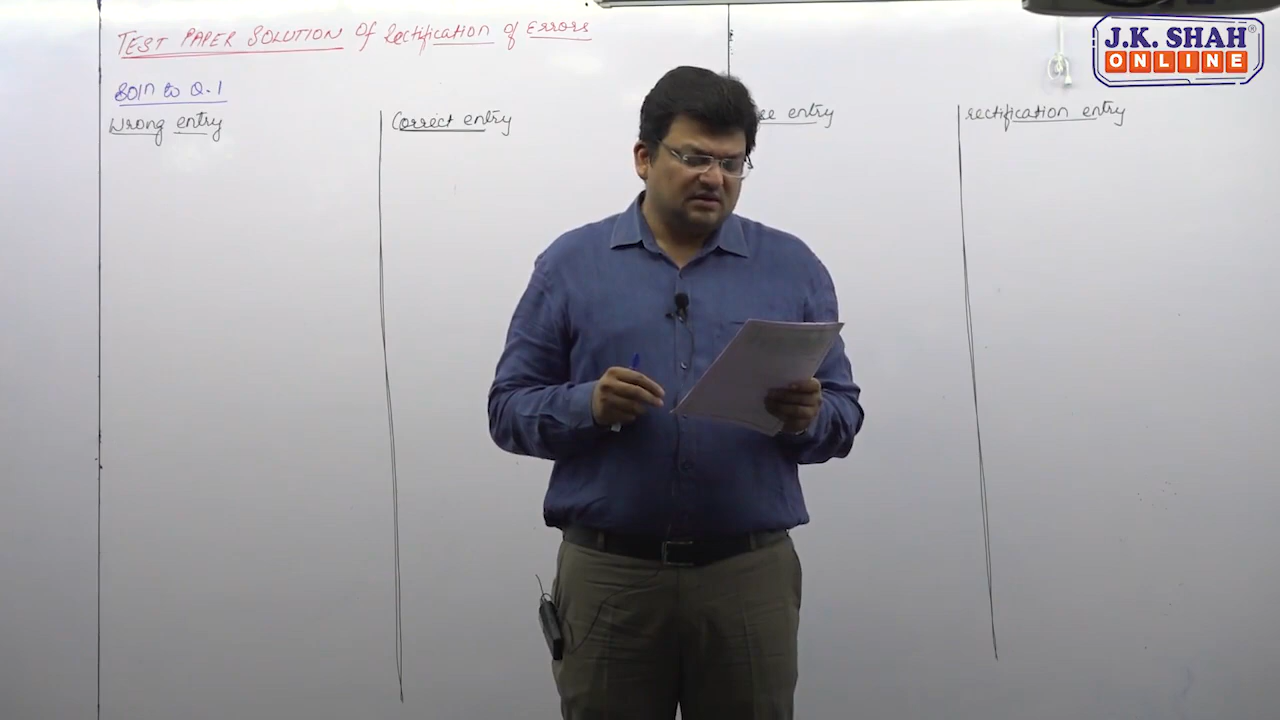 TEST PAPER SOLUTION Of Rectification of Errors
Soln to Q.1
Wrong entry
Correct entry
entry
rectification entry
J.K. SHAH®
ONLINE